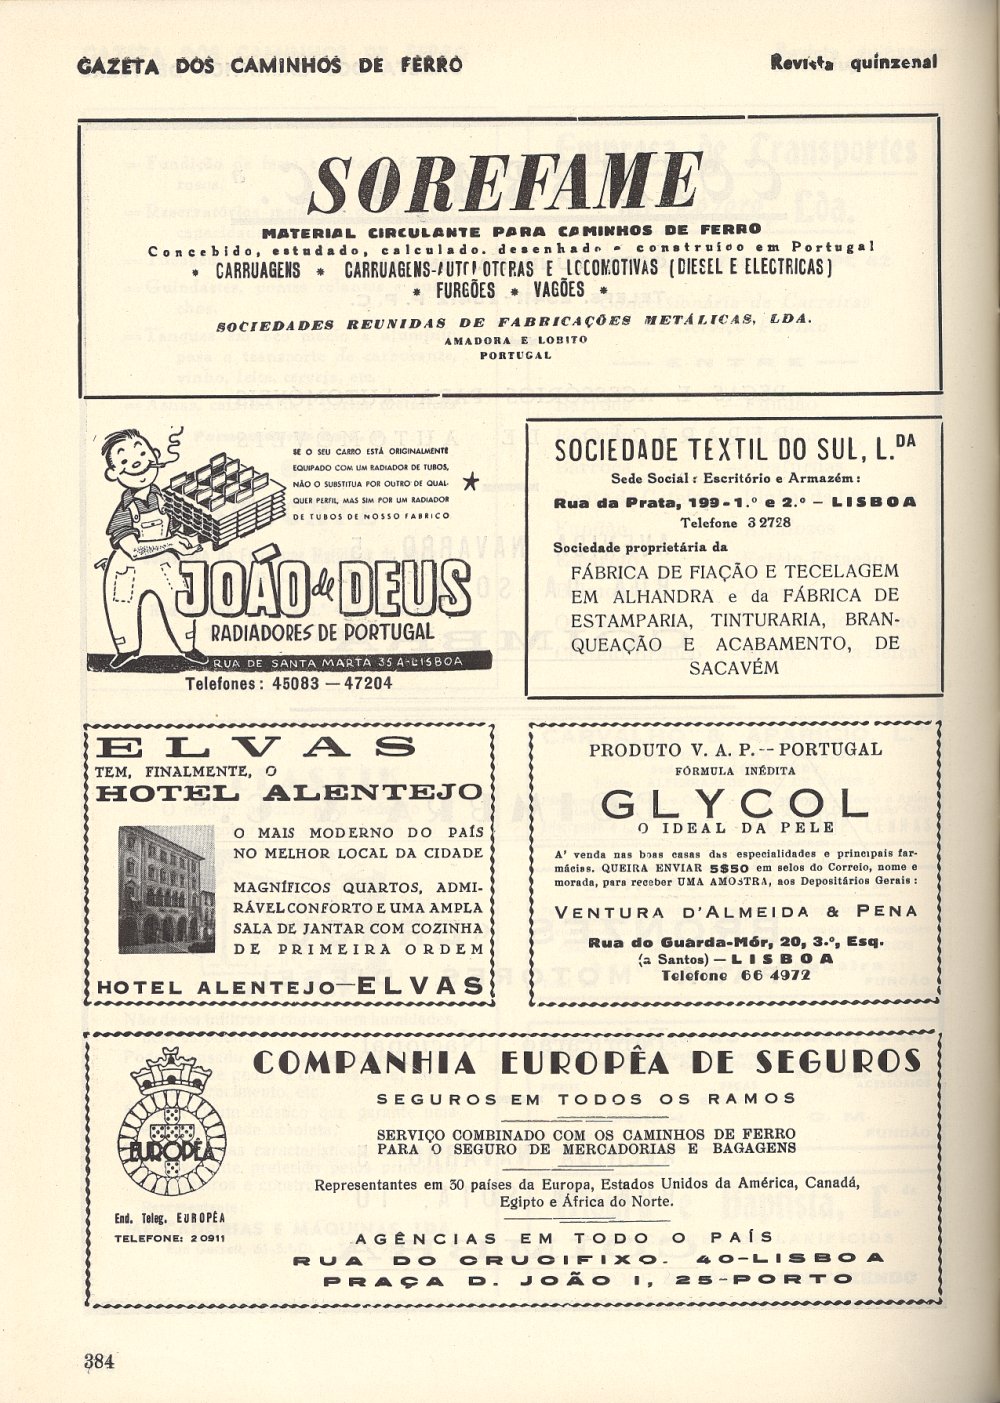 GAZETA DOS CAMINHOS DE FERRO
Revista quinzenal
SOREFAME
MATERIAL CIRCULANTE PARA CAMINHOS DE FERRO
Concebido, estudado, calculado, desenhado e construído em Portugal
* CARRUAGENS * CARRUAGENS-AUTOMOTORAS E LOCOMOTIVAS (DIESEL E ELECTRICAS)
* FURGÕES * VAGÕES *
SOCIEDADES REUNIDAS DE FABRICAÇÕES METÁLICAS, LDA.
AMADORA E LOBITO
PORTUGAL
SE O SEU CARRO ESTÁ ORIGINALMENTE
EQUIPADO COM UM RADIADOR DE TUBOS,
NÃO O SUBSTITUA POR OUTRO DE QUAL-
QUER PERFIL, MAS SIM POR UM RADIADOR
DE TUBOS DE NOSSO FABRICO
JOÃO de DEUS
RADIADORES DE PORTUGAL
RUA DE SANTA MARTA 35 A-LISBOA
Telefones: 45083 — 47204
SOCIEDADE TEXTIL DO SUL, L.DA
Sede Social: Escritório e Armazém:
Rua da Prata, 199-1.º e 2.º — LISBOA
Telefone 3 2728
Sociedade proprietária da
FÁBRICA DE FIAÇÃO E TECELAGEM
EM ALHANDRA e da FÁBRICA DE
ESTAMPARIA, TINTURARIA, BRAN-
QUEAÇÃO E ACABAMENTO, DE
SACAVÉM
ELVAS
TEM, FINALMENTE, O
HOTEL ALENTEJO
O MAIS MODERNO DO PAÍS
NO MELHOR LOCAL DA CIDADE
MAGNÍFICOS QUARTOS, ADMI-
RÁVEL CONFORTO E UMA AMPLA
SALA DE JANTAR COM COZINHA
DE PRIMEIRA ORDEM
HOTEL ALENTEJO—ELVAS
PRODUTO V. A. P. -- PORTUGAL
FÓRMULA INÉDITA
GLYCOL
O IDEAL DA PELE
A' venda nas boas casas das especialidades e principais far-
mácias. QUEIRA ENVIAR 5$50 em selos do Correio, nome e
morada, para receber UMA AMOSTRA, aos Depositários Gerais:
VENTURA D'ALMEIDA & PENA
Rua do Guarda-Mór, 20, 3.º, Esq.
(a Santos) — LISBOA
Telefone 66 4972
COMPANHIA EUROPÊA DE SEGUROS
SEGUROS EM TODOS OS RAMOS
SERVIÇO COMBINADO COM OS CAMINHOS DE FERRO
PARA O SEGURO DE MERCADORIAS E BAGAGENS
Representantes em 30 países da Europa, Estados Unidos da América, Canadá,
Egipto e África do Norte.
EUROPÊA
End. Teleg. EUROPÊA
TELEFONE: 2 0911
AGÊNCIAS EM TODO O PAÍS
RUA DO CRUCIFIXO, 40-LISBOA
PRAÇA D. JOÃO I, 25-PORTO
384